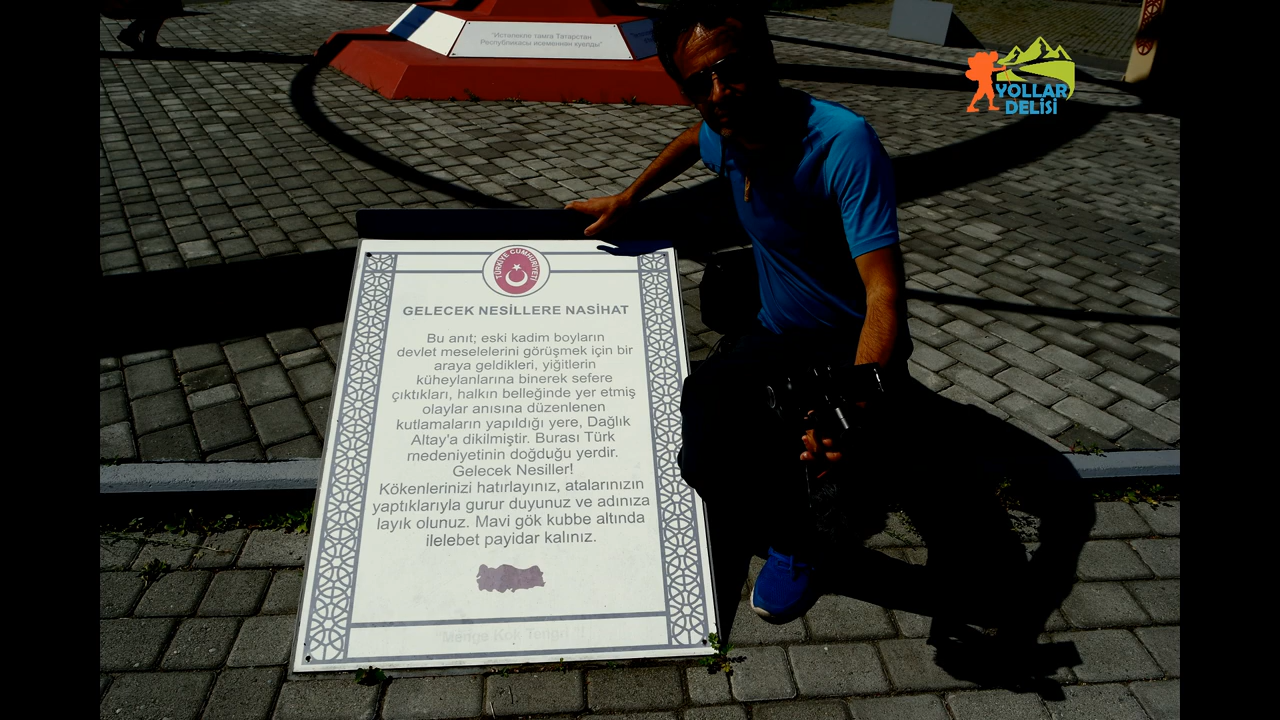 "Истәлекле тамга Татарстан
Республикасы исеменнән куелды"
YOLLAR
DELİSİ
TÜRKİYE CUMHURİYETİ
GELECEK NESİLLERE NASİHAT
Bu anıt; eski kadim boyların
devlet meselelerini görüşmek için bir
araya geldikleri, yiğitlerin
küheylanlarına binerek sefere
çıktıkları, halkın belleğinde yer etmiş
olaylar anısına düzenlenen
kutlamaların yapıldığı yere, Dağlık
Altay'a dikilmiştir. Burası Türk
medeniyetinin doğduğu yerdir.
Gelecek Nesiller!
Kökenlerinizi hatırlayınız, atalarınızın
yaptıklarıyla gurur duyunuz ve adınıza
layık olunuz. Mavi gök kubbe altında
ilelebet payidar kalınız.
"Menge Kök Tengri"